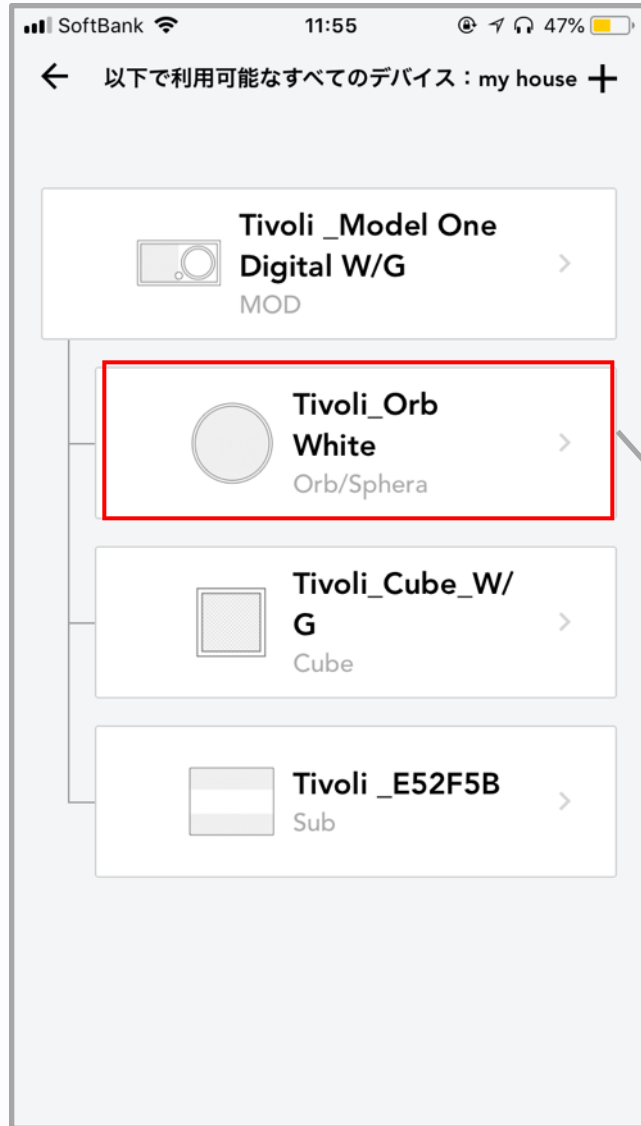 SoftBank 11:55 47%
以下で利用可能なすべてのデバイス：my house
Tivoli _Model One
Digital W/G
MOD
Tivoli_Orb
White
Orb/Sphera
Tivoli_Cube_W/
G
Cube
Tivoli _E52F5B
Sub